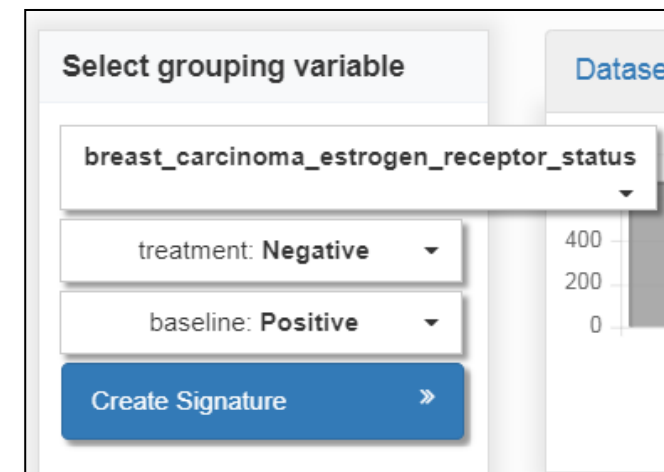 Select grouping variable
breast_carcinoma_estrogen_receptor_status
treatment: Negative
baseline: Positive
Create Signature »
Datase
400
200
0